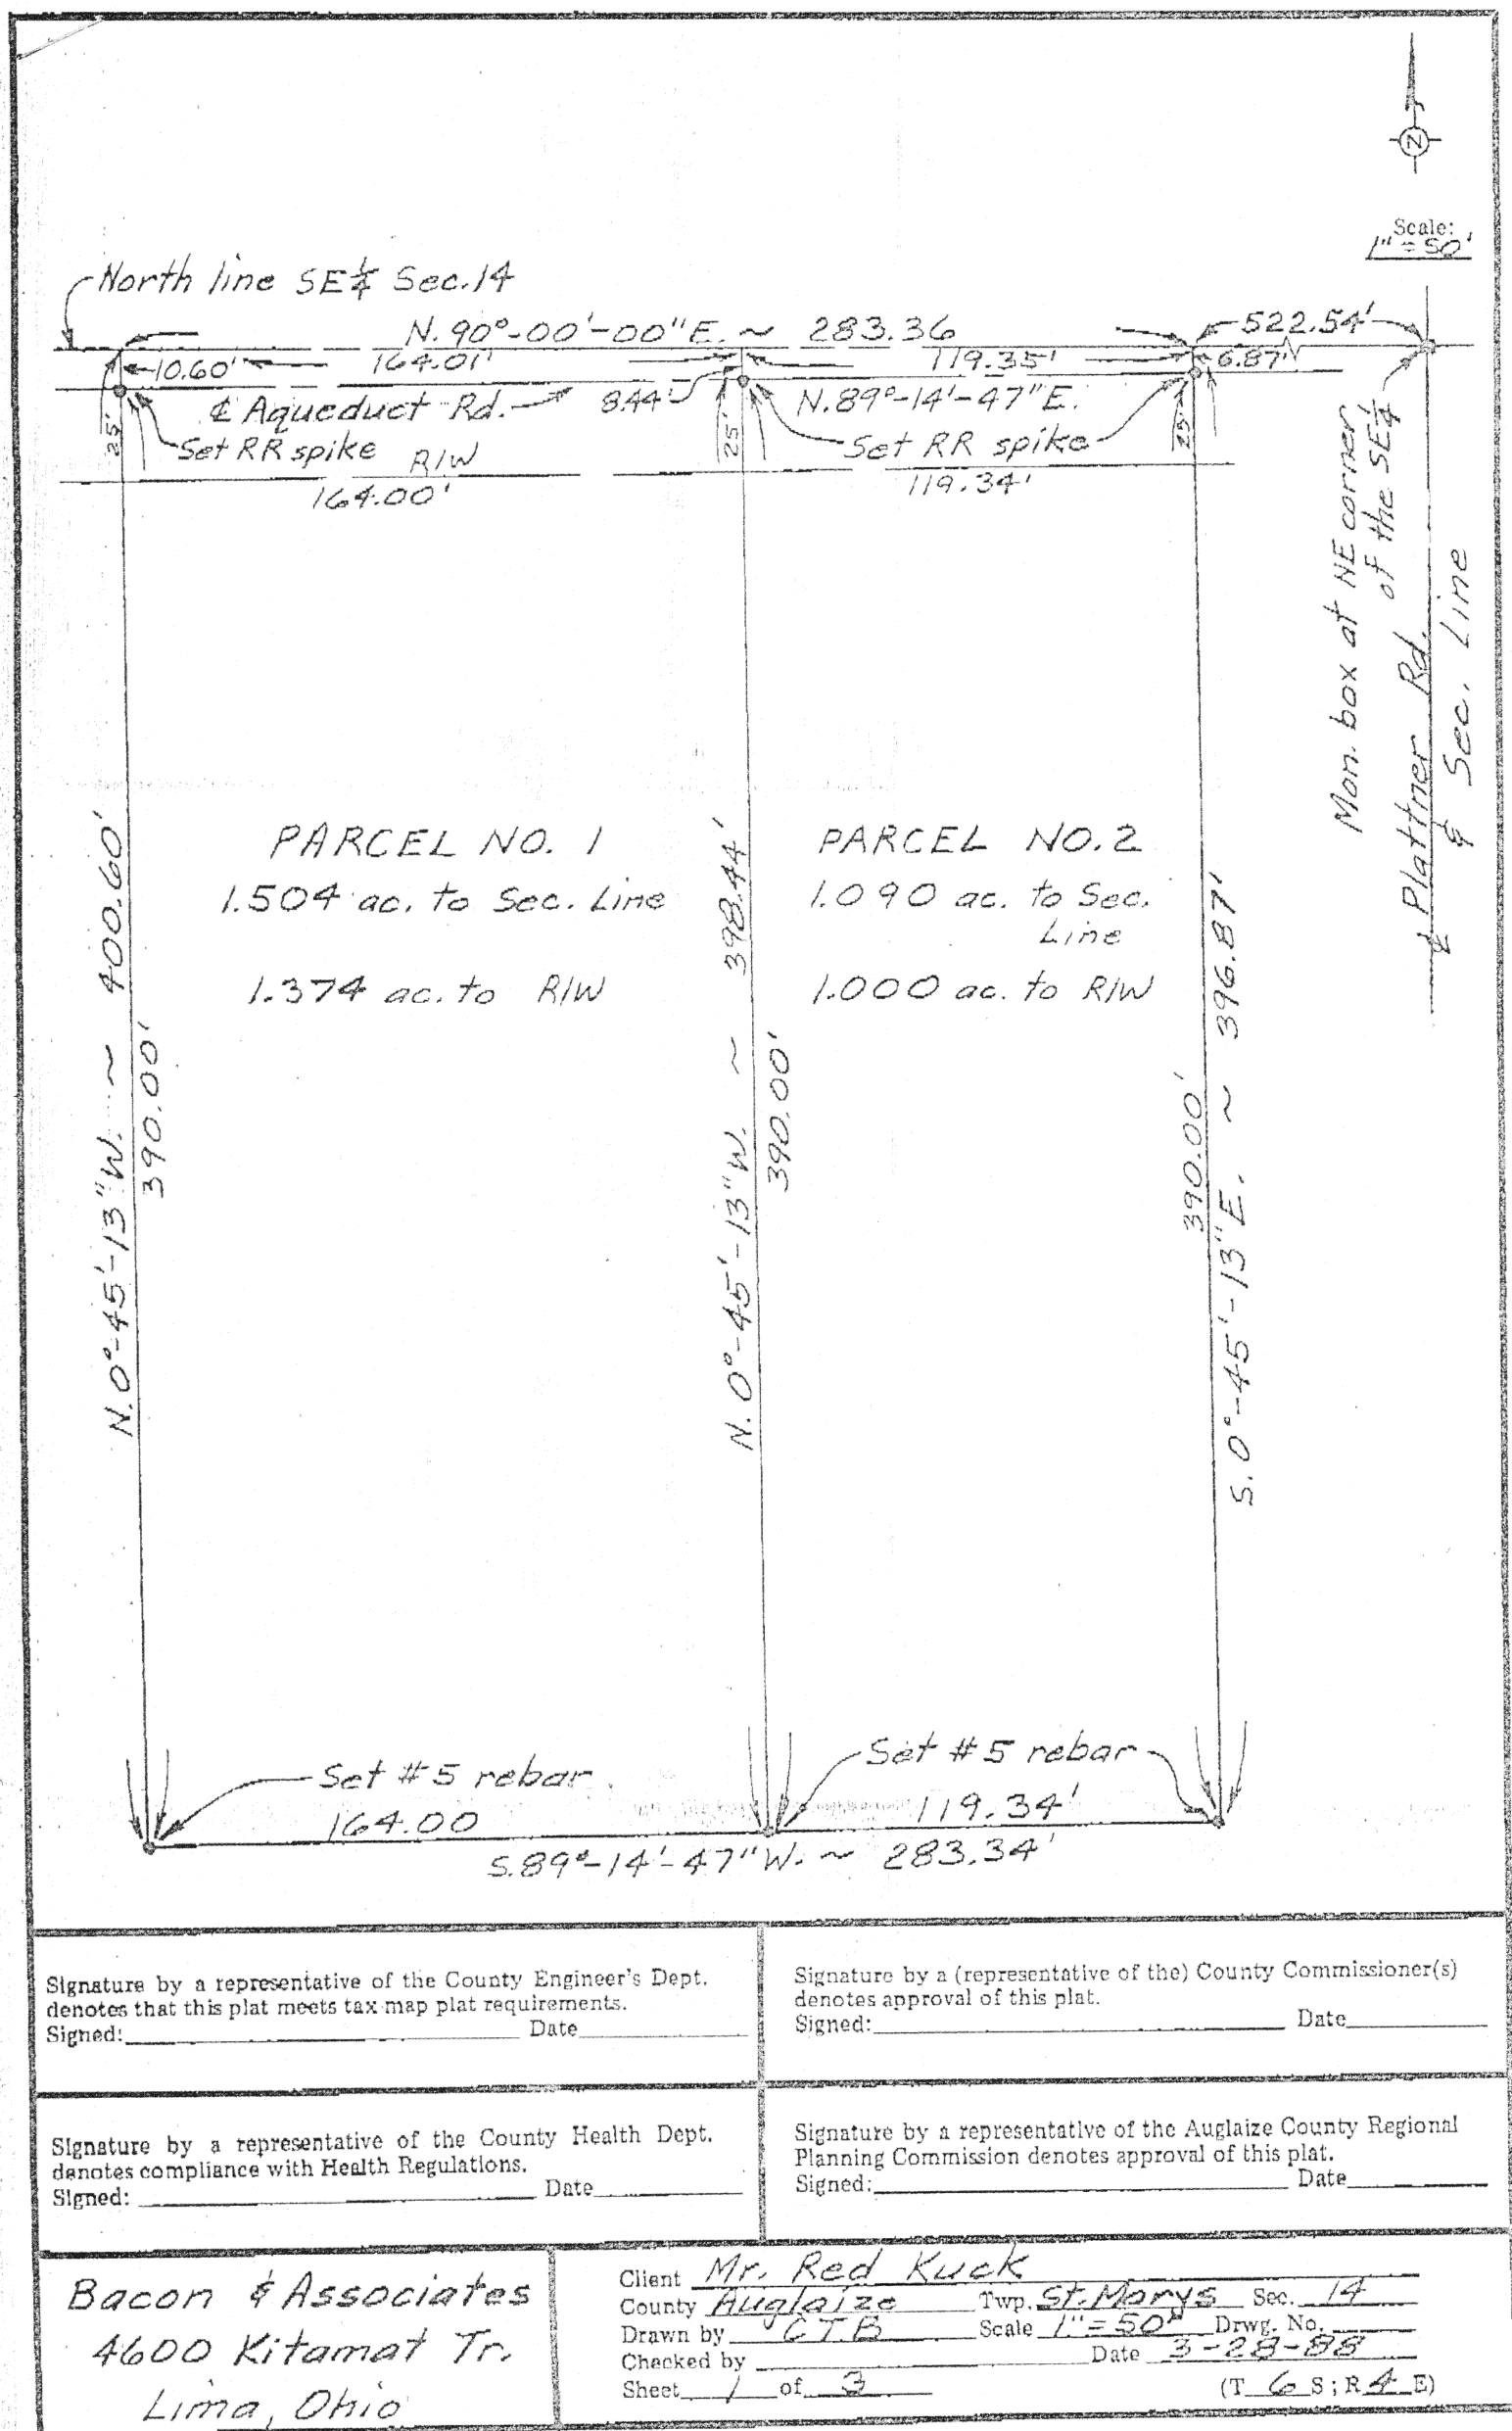 N
Scale:
1" = 50'
North line SE¼ Sec. 14
N. 90°-00'-00" E. ~ 283.36
522.54'
10.60'
164.01'
119.35'
6.87'
℄ Aqueduct Rd.
8.44'
N. 89°-14'-47" E.
25'
25'
25'
Set RR spike
R/W
Set RR spike
164.00'
119.34'
Mon. box at NE corner
of the SE¼
℄ Plattner Rd.
& Sec. Line
PARCEL NO. 1
1.504 ac. to Sec. Line
1.374 ac. to R/W
PARCEL NO. 2
1.090 ac. to Sec.
Line
1.000 ac. to R/W
N. 0°-45'-13" W. ~ 400.60'
390.00'
N. 0°-45'-13" W. ~ 398.44'
390.00'
390.00'
S. 0°-45'-13" E. ~ 396.87'
Set #5 rebar
Set #5 rebar
164.00
119.34'
S. 89°-14'-47" W. ~ 283.34'
Signature by a representative of the County Engineer's Dept.
denotes that this plat meets tax map plat requirements.
Signed: Date
Signature by a (representative of the) County Commissioner(s)
denotes approval of this plat.
Signed: Date
Signature by a representative of the County Health Dept.
denotes compliance with Health Regulations.
Signed: Date
Signature by a representative of the Auglaize County Regional
Planning Commission denotes approval of this plat.
Signed: Date
Bacon & Associates
4600 Kitamat Tr.
Lima, Ohio
Client Mr. Red Kuck
County Auglaize Twp. St. Marys Sec. 14
Drawn by CTB Scale 1" = 50' Drwg. No.
Checked by Date 3-28-88
Sheet 1 of 3 (T 6 S; R 4 E)